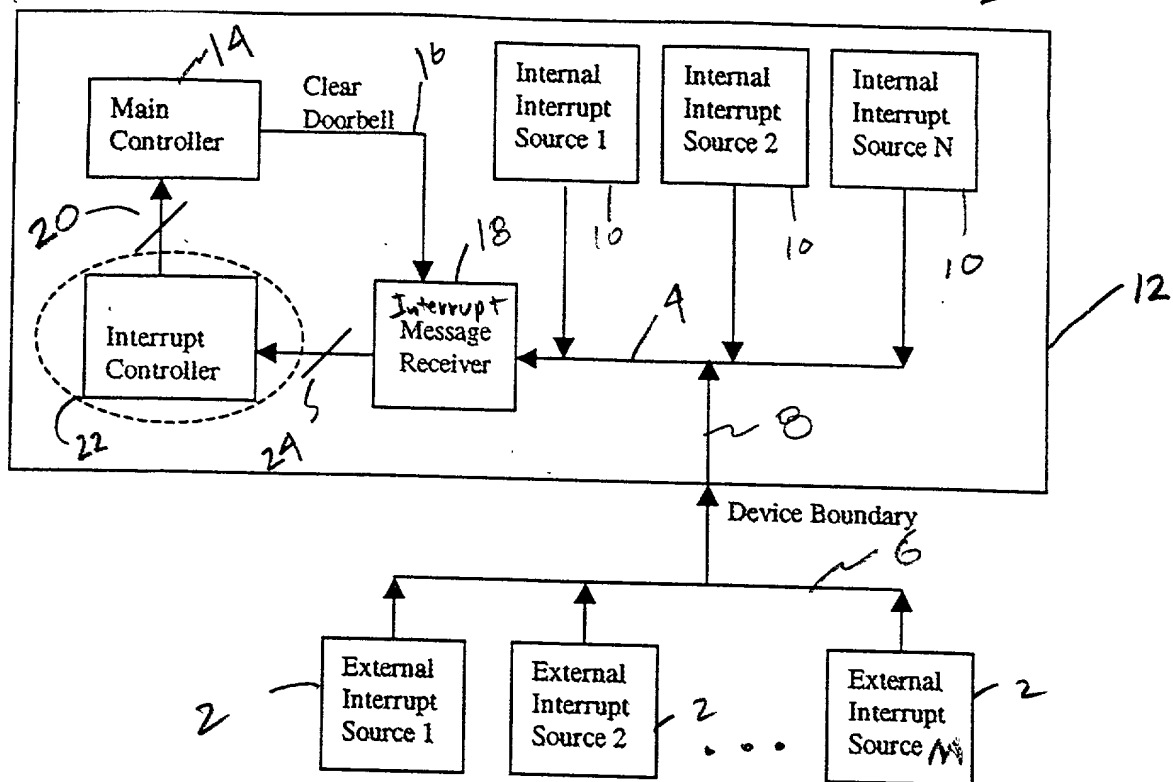 14
Main
Controller
Clear
Doorbell
16
Internal
Interrupt
Source 1
Internal
Interrupt
Source 2
Internal
Interrupt
Source N
10
10
10
12
20
18
Interrupt
Message
Receiver
4
Interrupt
Controller
22
24
8
Device Boundary
6
External
Interrupt
Source 1
2
External
Interrupt
Source 2
2
...
External
Interrupt
Source M
2